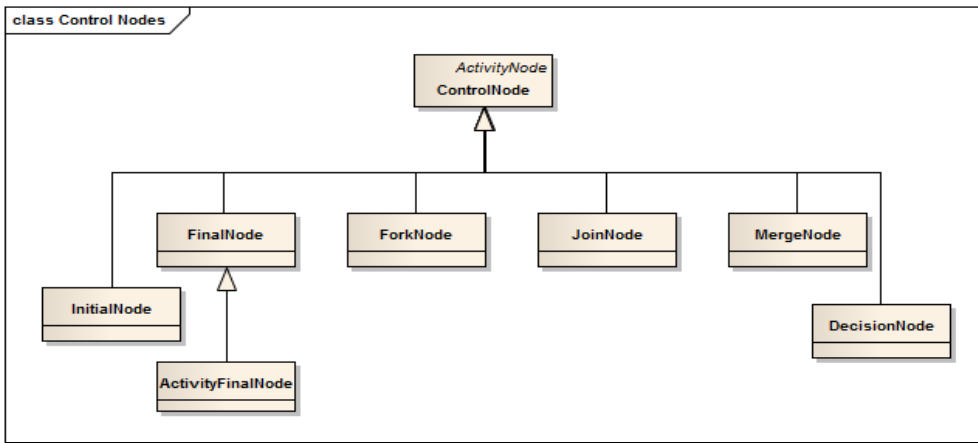 class Control Nodes
ActivityNode
ControlNode
FinalNode
ForkNode
JoinNode
MergeNode
InitialNode
DecisionNode
ActivityFinalNode